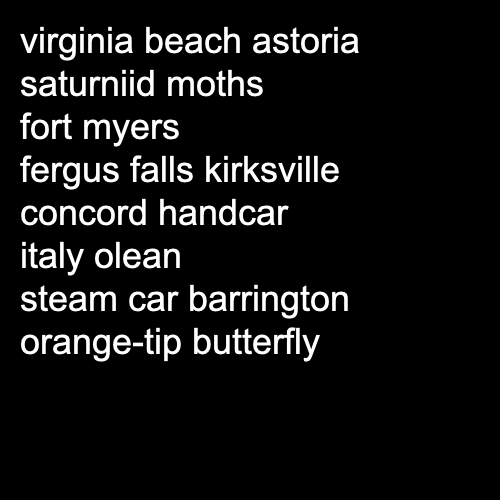 virginia beach astoria
saturniid moths
fort myers
fergus falls kirksville
concord handcar
italy olean
steam car barrington
orange-tip butterfly